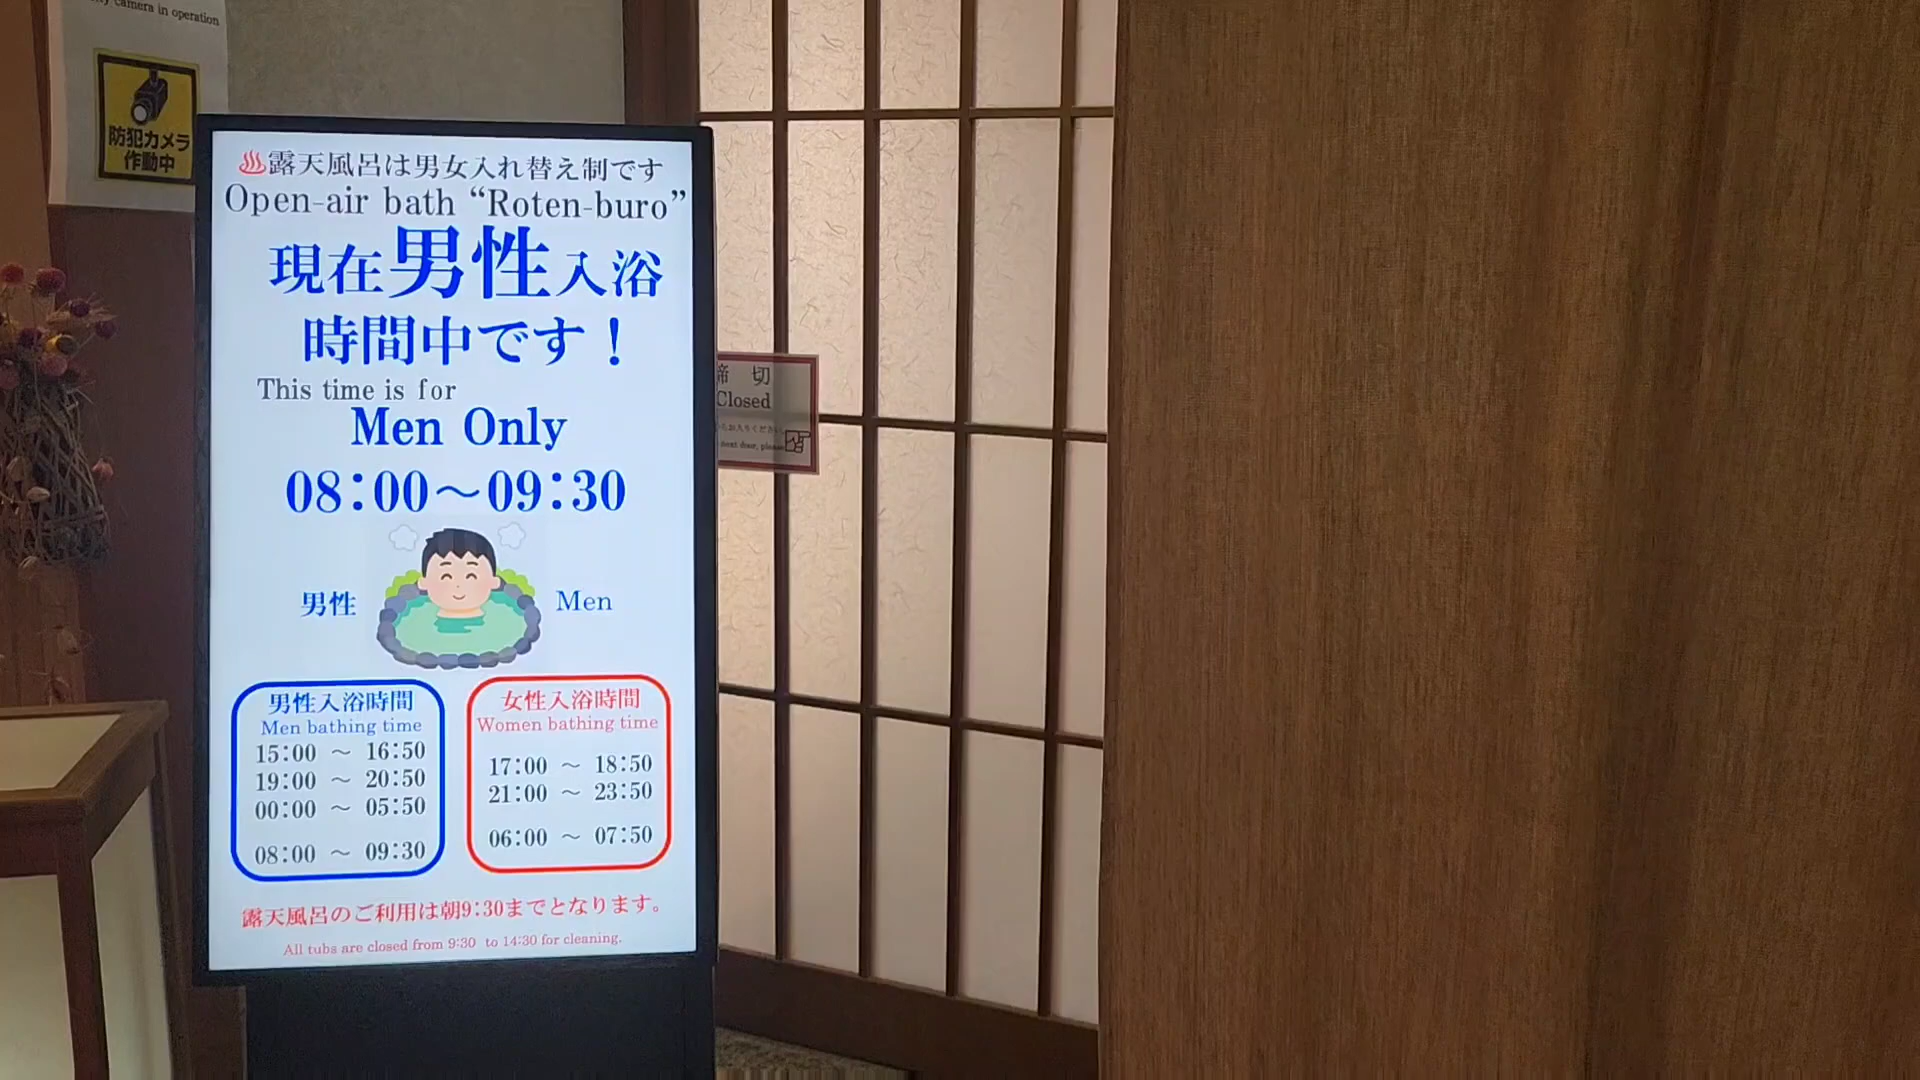 camera in operation
防犯カメラ
作動中
♨露天風呂は男女入れ替え制です
Open-air bath “Roten-buro”
現在男性入浴
時間中です！
This time is for
Men Only
08:00～09:30
男性
Men
男性入浴時間
Men bathing time
15:00 ～ 16:50
19:00 ～ 20:50
00:00 ～ 05:50
08:00 ～ 09:30
女性入浴時間
Women bathing time
17:00 ～ 18:50
21:00 ～ 23:50
06:00 ～ 07:50
露天風呂のご利用は朝9:30までとなります。
All tubs are closed from 9:30 to 14:30 for cleaning.
締 切
Closed
next door, please